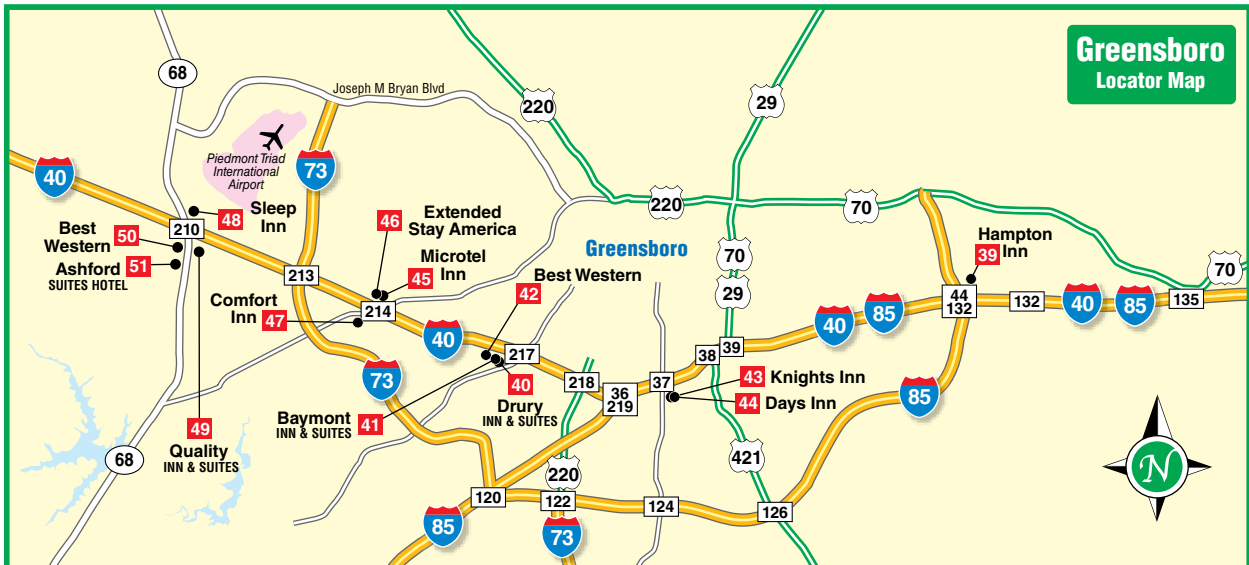 Greensboro
Locator Map
68
220
29
Joseph M Bryan Blvd
Piedmont Triad
International
Airport
73
40
48
Sleep
Inn
210
Best
Western
50
Ashford
SUITES HOTEL
51
46
Extended
Stay America
Microtel
Inn
45
220
70
Greensboro
70
29
Hampton
Inn
39
70
213
Comfort
Inn
47
214
Best Western
42
40
217
40
85
44
132
132
40
85
135
73
38
39
218
36
219
37
43
Knights Inn
44
Days Inn
85
Baymont
INN & SUITES
41
40
Drury
INN & SUITES
49
Quality
INN & SUITES
68
220
421
120
122
124
126
85
73
N